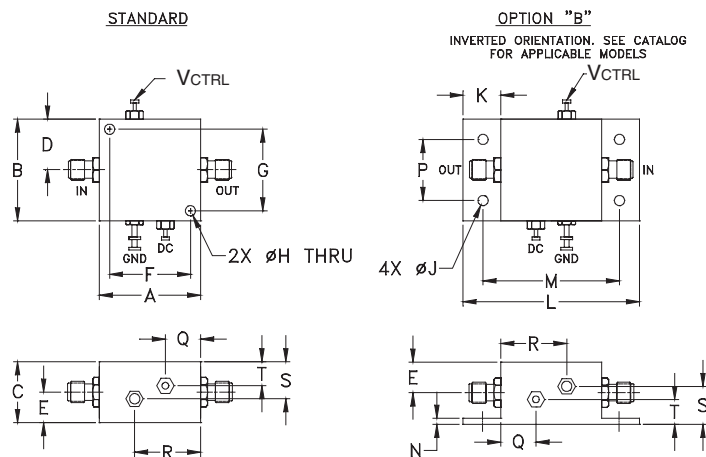 STANDARD
VCTRL
D
B
G
IN
OUT
GND
DC
2X øH THRU
F
A
Q
C
E
T
S
R
OPTION "B"
INVERTED ORIENTATION. SEE CATALOG
FOR APPLICABLE MODELS
VCTRL
K
P
OUT
IN
DC
GND
4X øJ
M
L
R
E
N
Q
T
S